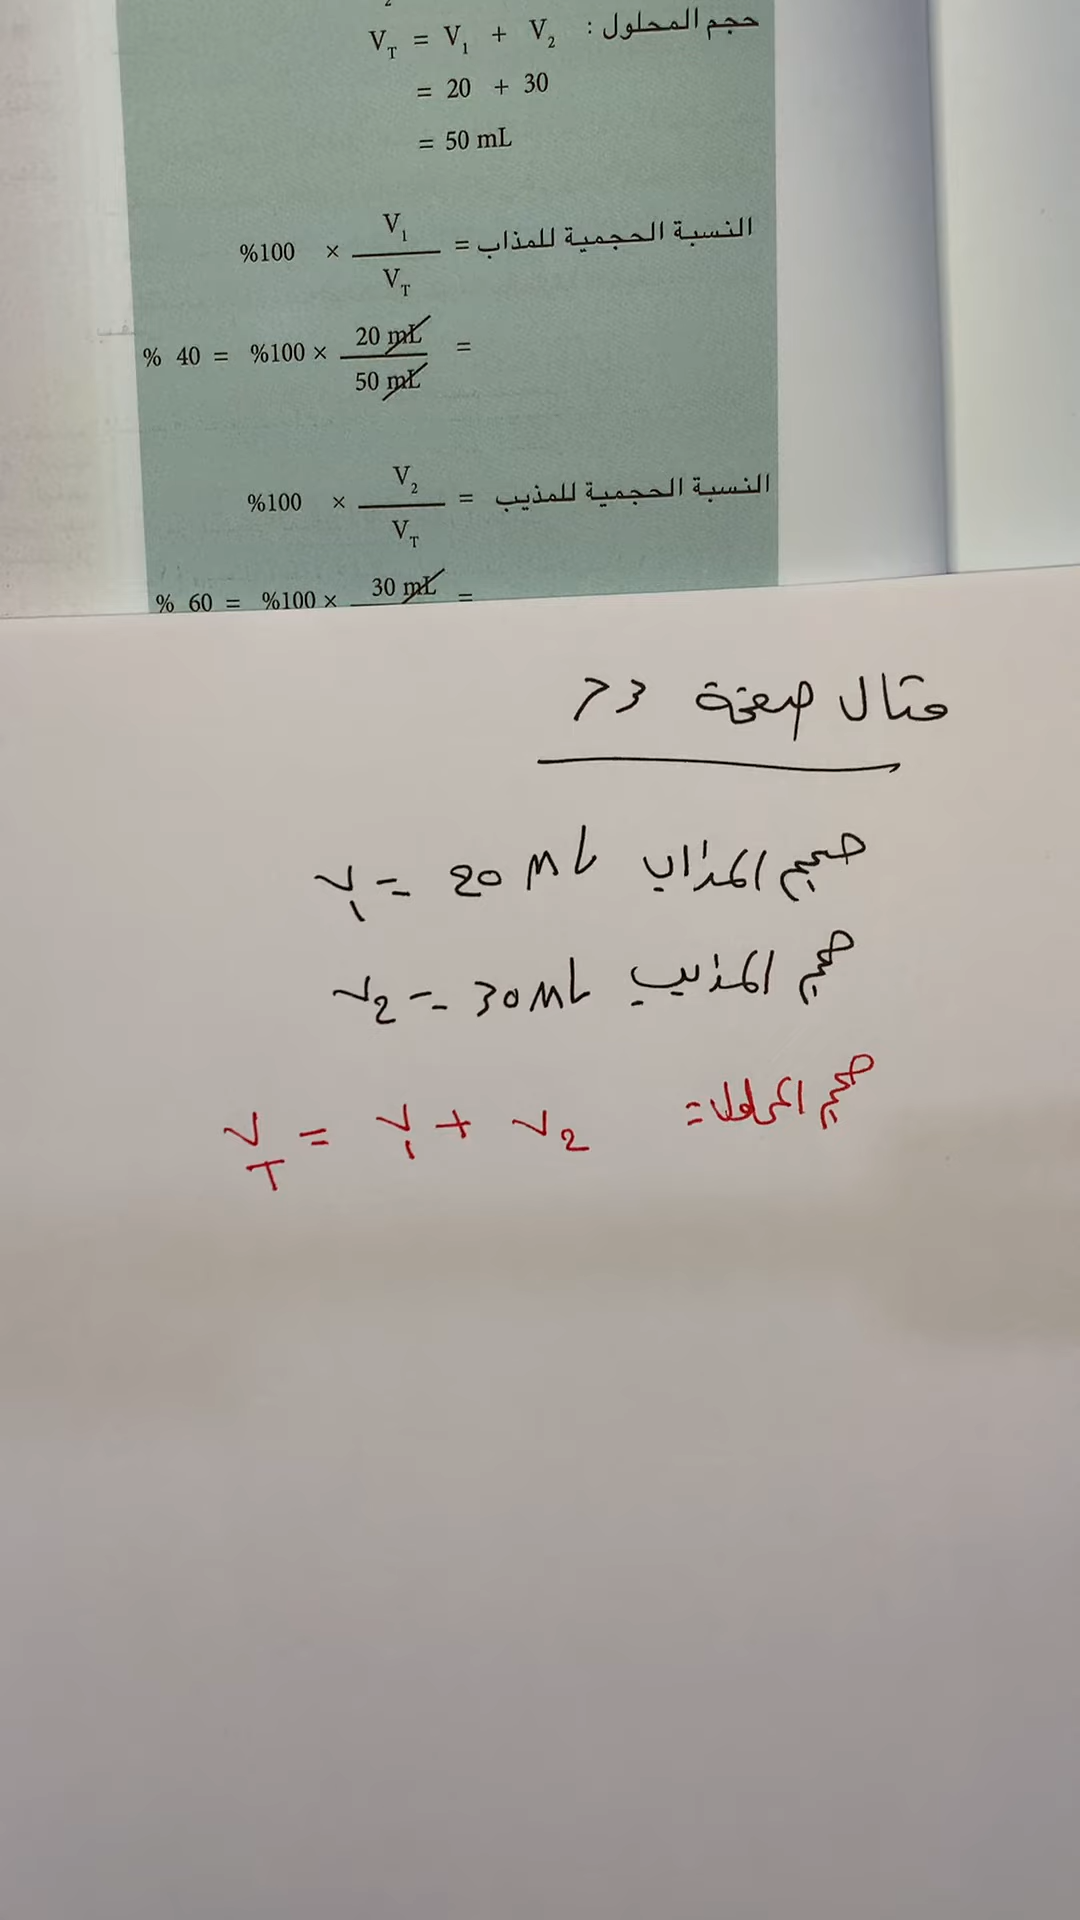 حجم المحلول : V_T = V_1 + V_2
= 20 + 30
= 50 mL
النسبة الحجمية للمذاب = V_1 / V_T × %100
= 20 mL / 50 mL × %100 = 40 %
النسبة الحجمية للمذيب = V_2 / V_T × %100
= 30 mL × %100 = 60 %
مثال صفحة
حجم المذاب V_1 = 20 mL
حجم المذيب V_2 = 30 mL
حجم المحلول = V_T = V_1 + V_2